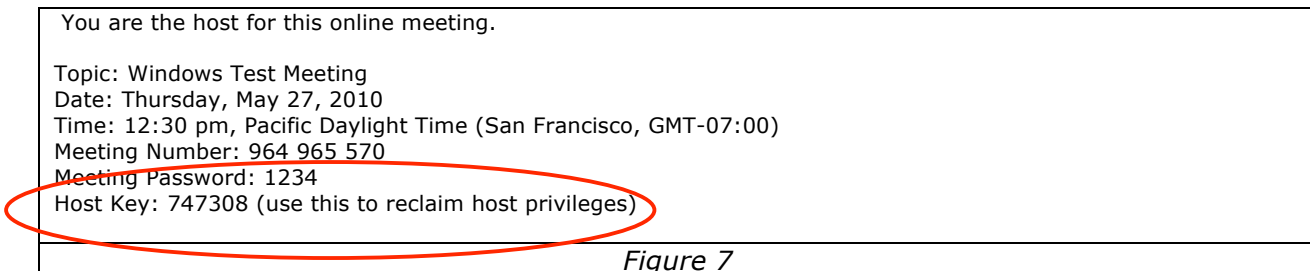 You are the host for this online meeting.
Topic: Windows Test Meeting
Date: Thursday, May 27, 2010
Time: 12:30 pm, Pacific Daylight Time (San Francisco, GMT-07:00)
Meeting Number: 964 965 570
Meeting Password: 1234
Host Key: 747308 (use this to reclaim host privileges)
Figure 7